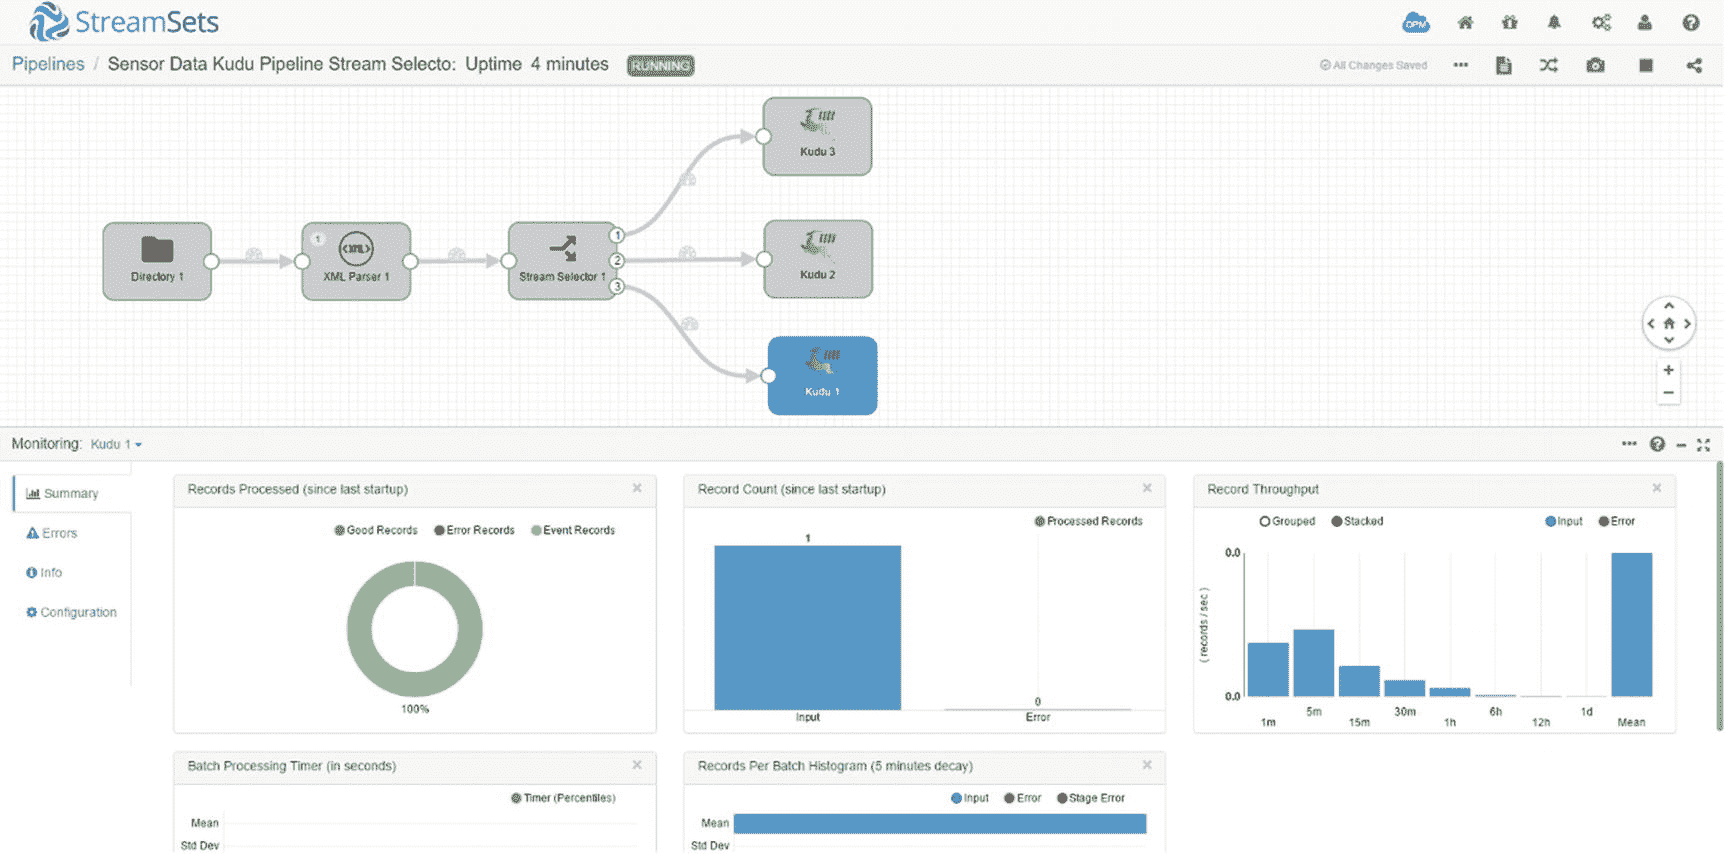 StreamSets
DPM
Pipelines / Sensor Data Kudu Pipeline Stream Selecto: Uptime 4 minutes RUNNING
All Changes Saved
Kudu 3
Directory 1
1
<XML>
XML Parser 1
Stream Selector 1
1
2
3
Kudu 2
Kudu 1
Monitoring: Kudu 1
Summary
Errors
Info
Configuration
Records Processed (since last startup)
Good Records Error Records Event Records
100%
Record Count (since last startup)
Processed Records
1
0
Input Error
Record Throughput
Grouped Stacked Input Error
0.0
( records / sec )
0.0
1m 5m 15m 30m 1h 6h 12h 1d Mean
Batch Processing Timer (in seconds)
Timer (Percentiles)
Mean
Std Dev
Records Per Batch Histogram (5 minutes decay)
Input Error Stage Error
Mean
Std Dev